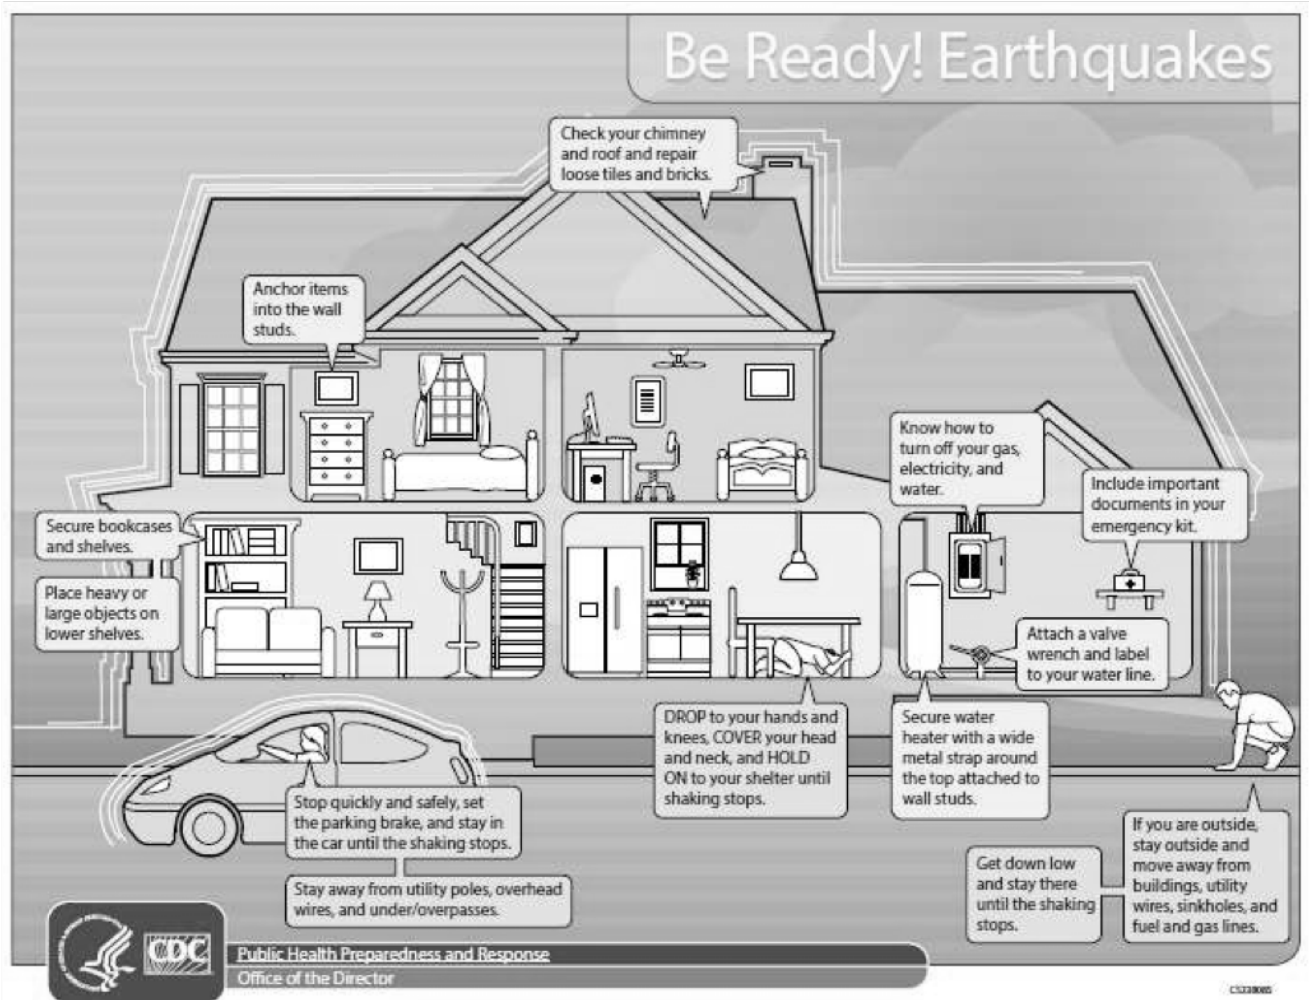 Be Ready! Earthquakes
Check your chimney
and roof and repair
loose tiles and bricks.
Anchor items
into the wall
studs.
Know how to
turn off your gas,
electricity, and
water.
Include important
documents in your
emergency kit.
Secure bookcases
and shelves.
Place heavy or
large objects on
lower shelves.
Attach a valve
wrench and label
to your water line.
DROP to your hands and
knees, COVER your head
and neck, and HOLD
ON to your shelter until
shaking stops.
Secure water
heater with a wide
metal strap around
the top attached to
wall studs.
Stop quickly and safely, set
the parking brake, and stay in
the car until the shaking stops.
Stay away from utility poles, overhead
wires, and under/overpasses.
If you are outside,
stay outside and
move away from
buildings, utility
wires, sinkholes, and
fuel and gas lines.
Get down low
and stay there
until the shaking
stops.
CDC
Public Health Preparedness and Response
Office of the Director